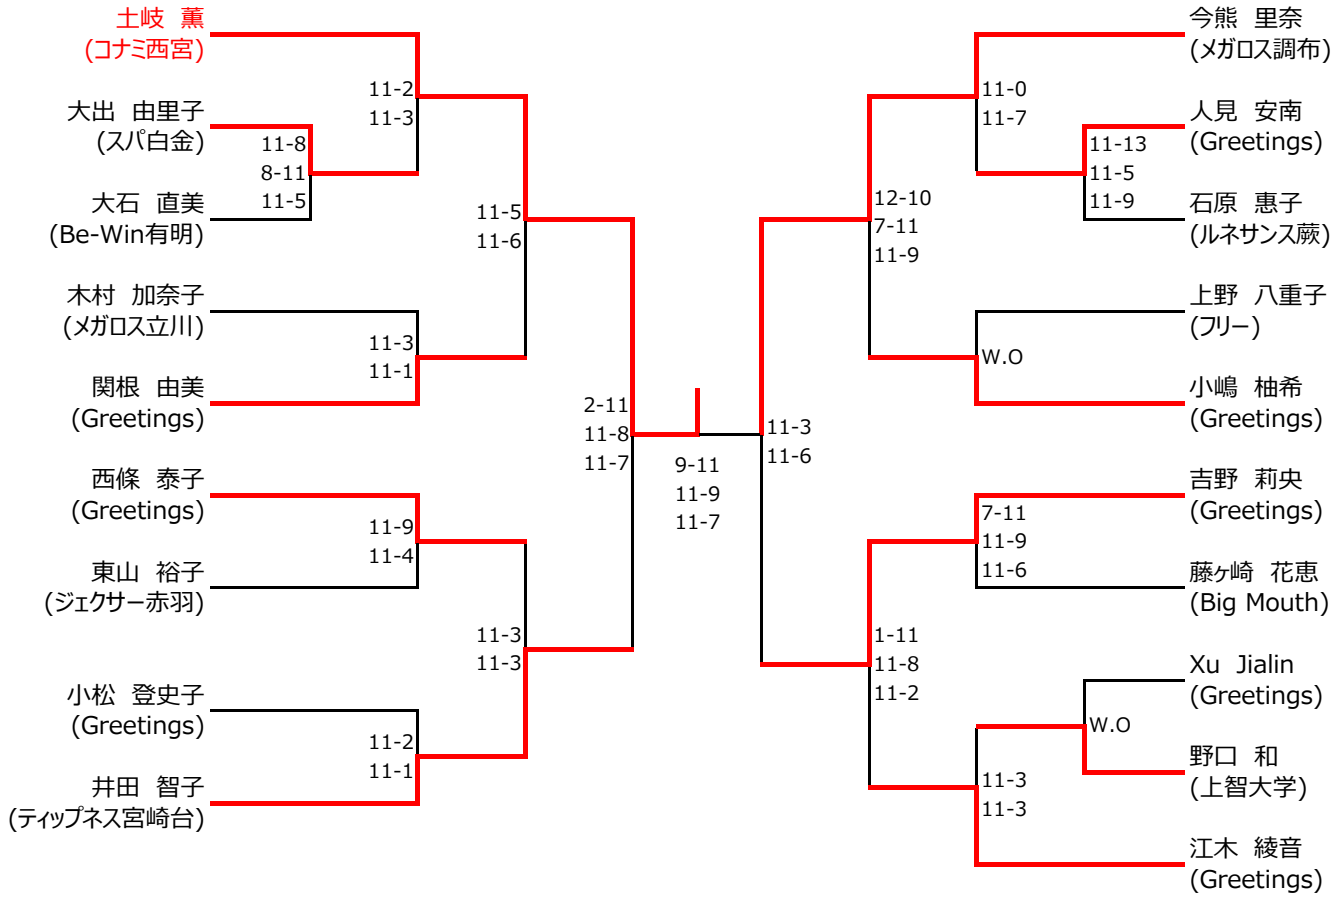 土岐 薫
(コナミ西宮)
11-2
11-3
大出 由里子
(スパ白金)
11-8
8-11
11-5
大石 直美
(Be-Win有明)
11-5
11-6
木村 加奈子
(メガロス立川)
11-3
11-1
関根 由美
(Greetings)
2-11
11-8
11-7
西條 泰子
(Greetings)
11-9
11-4
東山 裕子
(ジェクサー赤羽)
11-3
11-3
小松 登史子
(Greetings)
11-2
11-1
井田 智子
(ティップネス宮崎台)
9-11
11-9
11-7
今熊 里奈
(メガロス調布)
11-0
11-7
人見 安南
(Greetings)
11-13
11-5
11-9
石原 惠子
(ルネサンス蕨)
12-10
7-11
11-9
上野 八重子
(フリー)
W.O
小嶋 柚希
(Greetings)
11-3
11-6
吉野 莉央
(Greetings)
7-11
11-9
11-6
藤ヶ崎 花恵
(Big Mouth)
1-11
11-8
11-2
Xu Jialin
(Greetings)
W.O
野口 和
(上智大学)
11-3
11-3
江木 綾音
(Greetings)